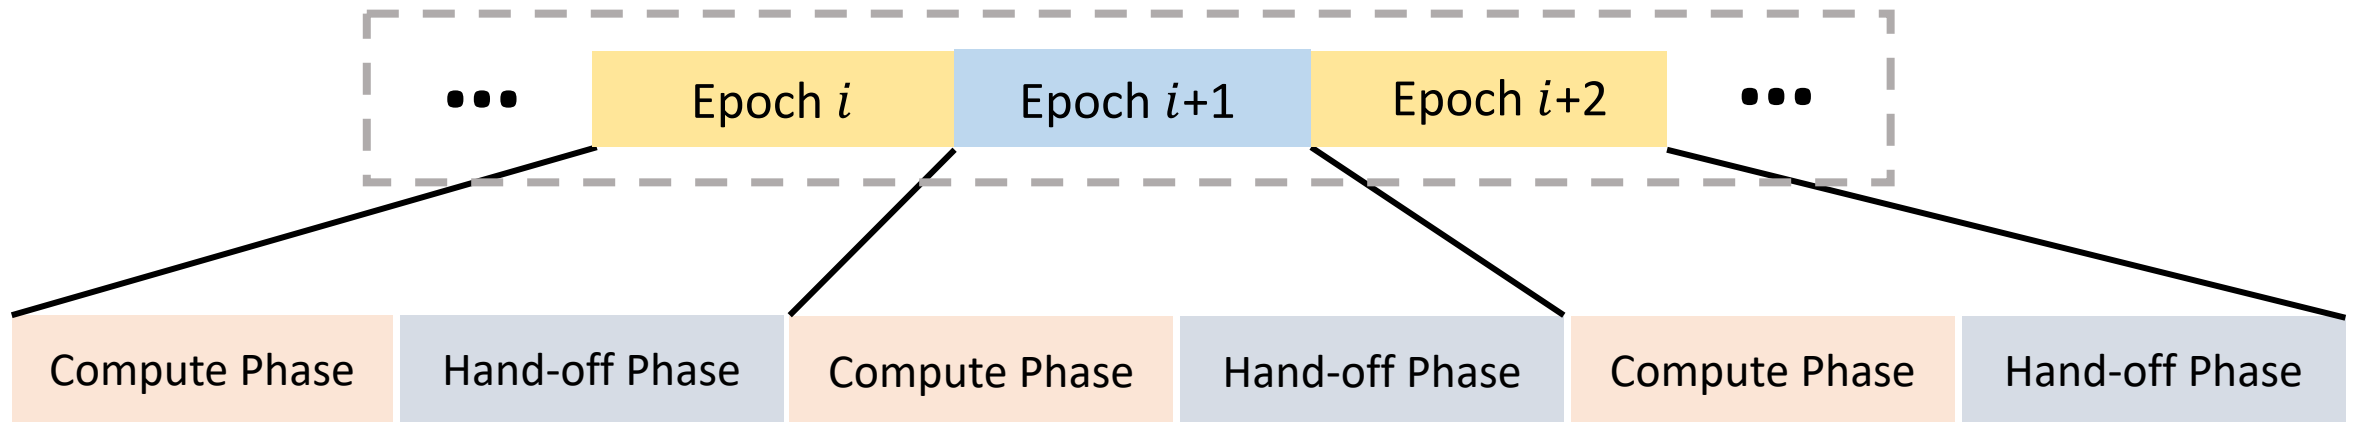 ... Epoch i Epoch i+1 Epoch i+2 ...
Compute Phase Hand-off Phase Compute Phase Hand-off Phase Compute Phase Hand-off Phase